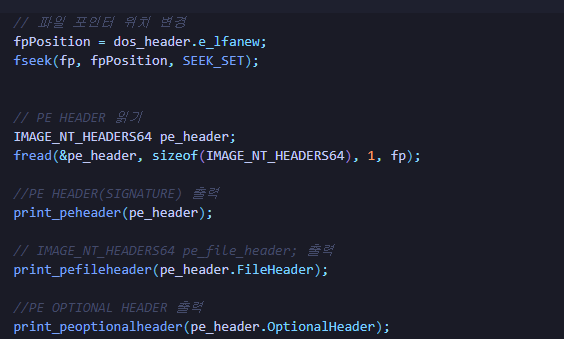 // 파일 포인터 위치 변경
fpPosition = dos_header.e_lfanew;
fseek(fp, fpPosition, SEEK_SET);
// PE HEADER 읽기
IMAGE_NT_HEADERS64 pe_header;
fread(&pe_header, sizeof(IMAGE_NT_HEADERS64), 1, fp);
//PE HEADER(SIGNATURE) 출력
print_peheader(pe_header);
// IMAGE_NT_HEADERS64 pe_file_header; 출력
print_pefileheader(pe_header.FileHeader);
//PE OPTIONAL HEADER 출력
print_peoptionalheader(pe_header.OptionalHeader);